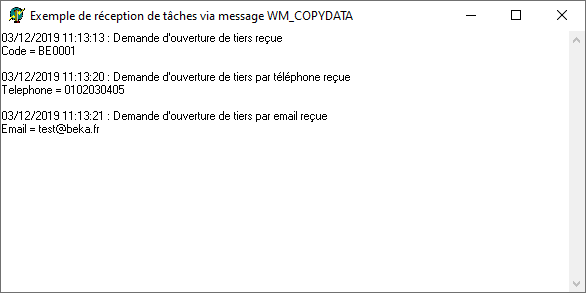 Exemple de réception de tâches via message WM_COPYDATA
03/12/2019 11:13:13 : Demande d'ouverture de tiers reçue
Code = BE0001
03/12/2019 11:13:20 : Demande d'ouverture de tiers par téléphone reçue
Telephone = 0102030405
03/12/2019 11:13:21 : Demande d'ouverture de tiers par email reçue
Email = test@beka.fr